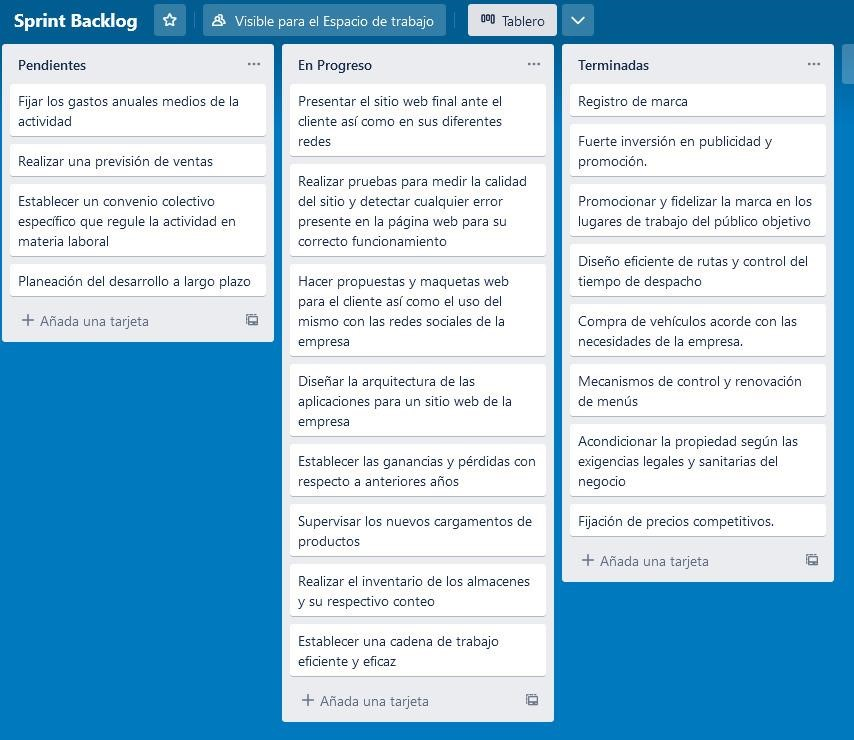 Sprint Backlog
Visible para el Espacio de trabajo
Tablero
Pendientes
Fijar los gastos anuales medios de la
actividad
Realizar una previsión de ventas
Establecer un convenio colectivo
específico que regule la actividad en
materia laboral
Planeación del desarrollo a largo plazo
+ Añada una tarjeta
En Progreso
Presentar el sitio web final ante el
cliente así como en sus diferentes
redes
Realizar pruebas para medir la calidad
del sitio y detectar cualquier error
presente en la página web para su
correcto funcionamiento
Hacer propuestas y maquetas web
para el cliente así como el uso del
mismo con las redes sociales de la
empresa
Diseñar la arquitectura de las
aplicaciones para un sitio web de la
empresa
Establecer las ganancias y pérdidas con
respecto a anteriores años
Supervisar los nuevos cargamentos de
productos
Realizar el inventario de los almacenes
y su respectivo conteo
Establecer una cadena de trabajo
eficiente y eficaz
+ Añada una tarjeta
Terminadas
Registro de marca
Fuerte inversión en publicidad y
promoción.
Promocionar y fidelizar la marca en los
lugares de trabajo del público objetivo
Diseño eficiente de rutas y control del
tiempo de despacho
Compra de vehículos acorde con las
necesidades de la empresa.
Mecanismos de control y renovación
de menús
Acondicionar la propiedad según las
exigencias legales y sanitarias del
negocio
Fijación de precios competitivos.
+ Añada una tarjeta